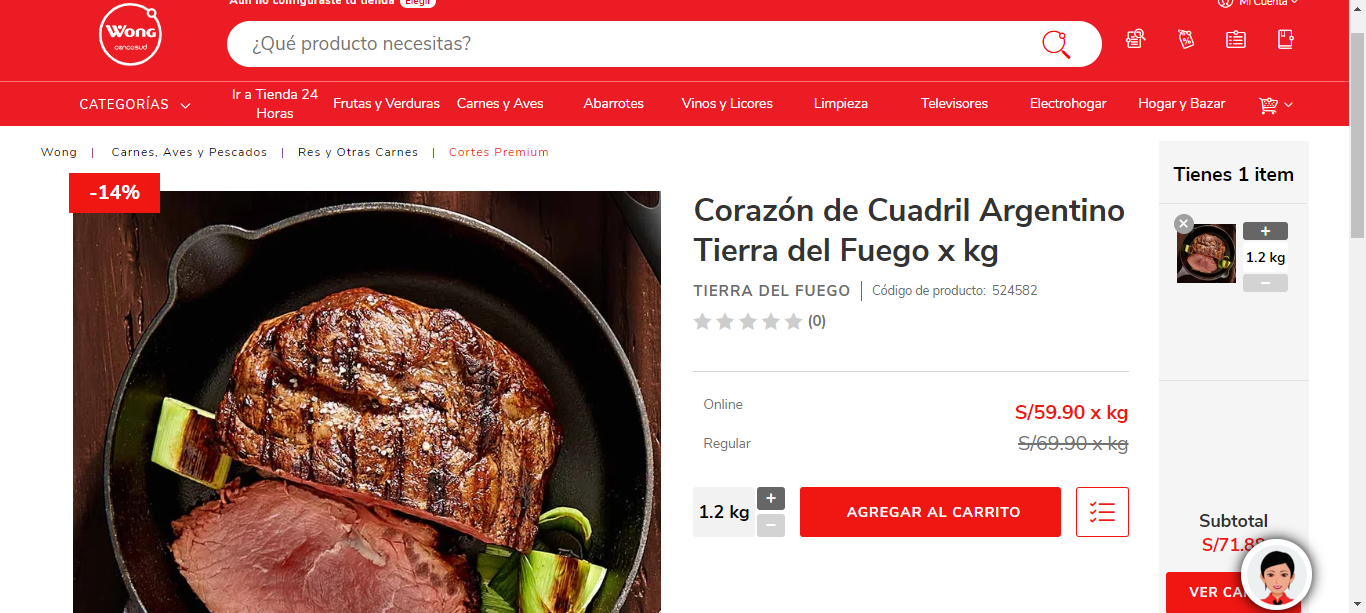 Aún no configuraste tu tienda Elegir
Mi Cuenta
Wong
cencosud
¿Qué producto necesitas?
CATEGORÍAS
Ir a Tienda 24
Horas
Frutas y Verduras
Carnes y Aves
Abarrotes
Vinos y Licores
Limpieza
Televisores
Electrohogar
Hogar y Bazar
Wong | Carnes, Aves y Pescados | Res y Otras Carnes | Cortes Premium
-14%
Corazón de Cuadril Argentino
Tierra del Fuego x kg
TIERRA DEL FUEGO | Código de producto: 524582
(0)
Online
S/59.90 x kg
Regular
S/69.90 x kg
1.2 kg
+
−
AGREGAR AL CARRITO
Tienes 1 item
+
1.2 kg
−
Subtotal
S/71.88
VER CA